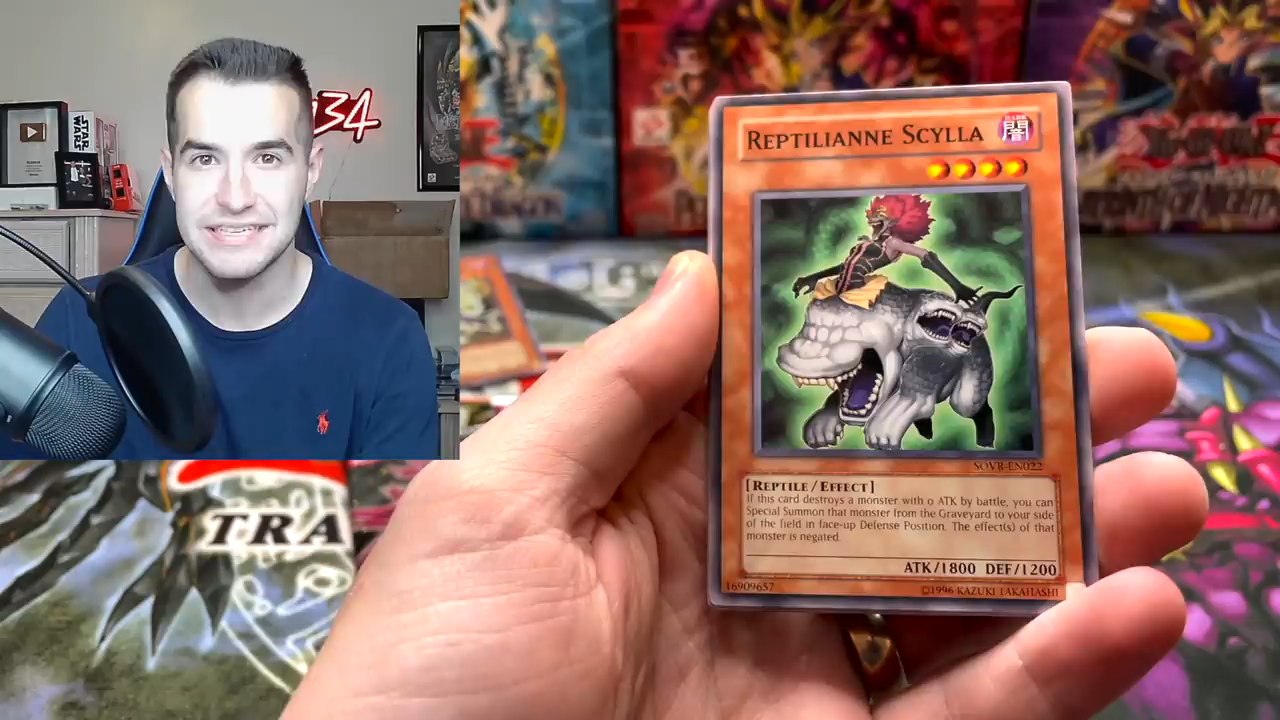 34
STAR
WARS
REPTILIANNE SCYLLA
DARK
闇
SOVR-EN022
[REPTILE / EFFECT]
If this card destroys a monster with 0 ATK by battle, you can
Special Summon that monster from the Graveyard to your side
of the field in face-up Defense Position. The effect(s) of that
monster is negated.
ATK/1800 DEF/1200
16909657
©1996 KAZUKI TAKAHASHI
TRA